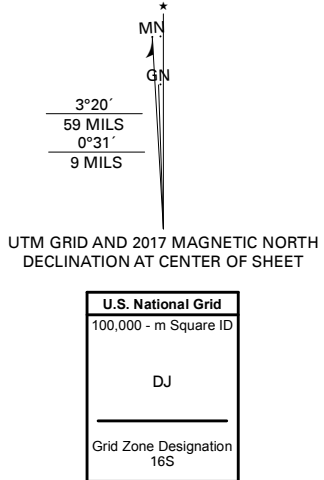 MN
GN
3°20´
59 MILS
0°31´
9 MILS
UTM GRID AND 2017 MAGNETIC NORTH
DECLINATION AT CENTER OF SHEET
U.S. National Grid
100,000 - m Square ID
DJ
Grid Zone Designation
16S